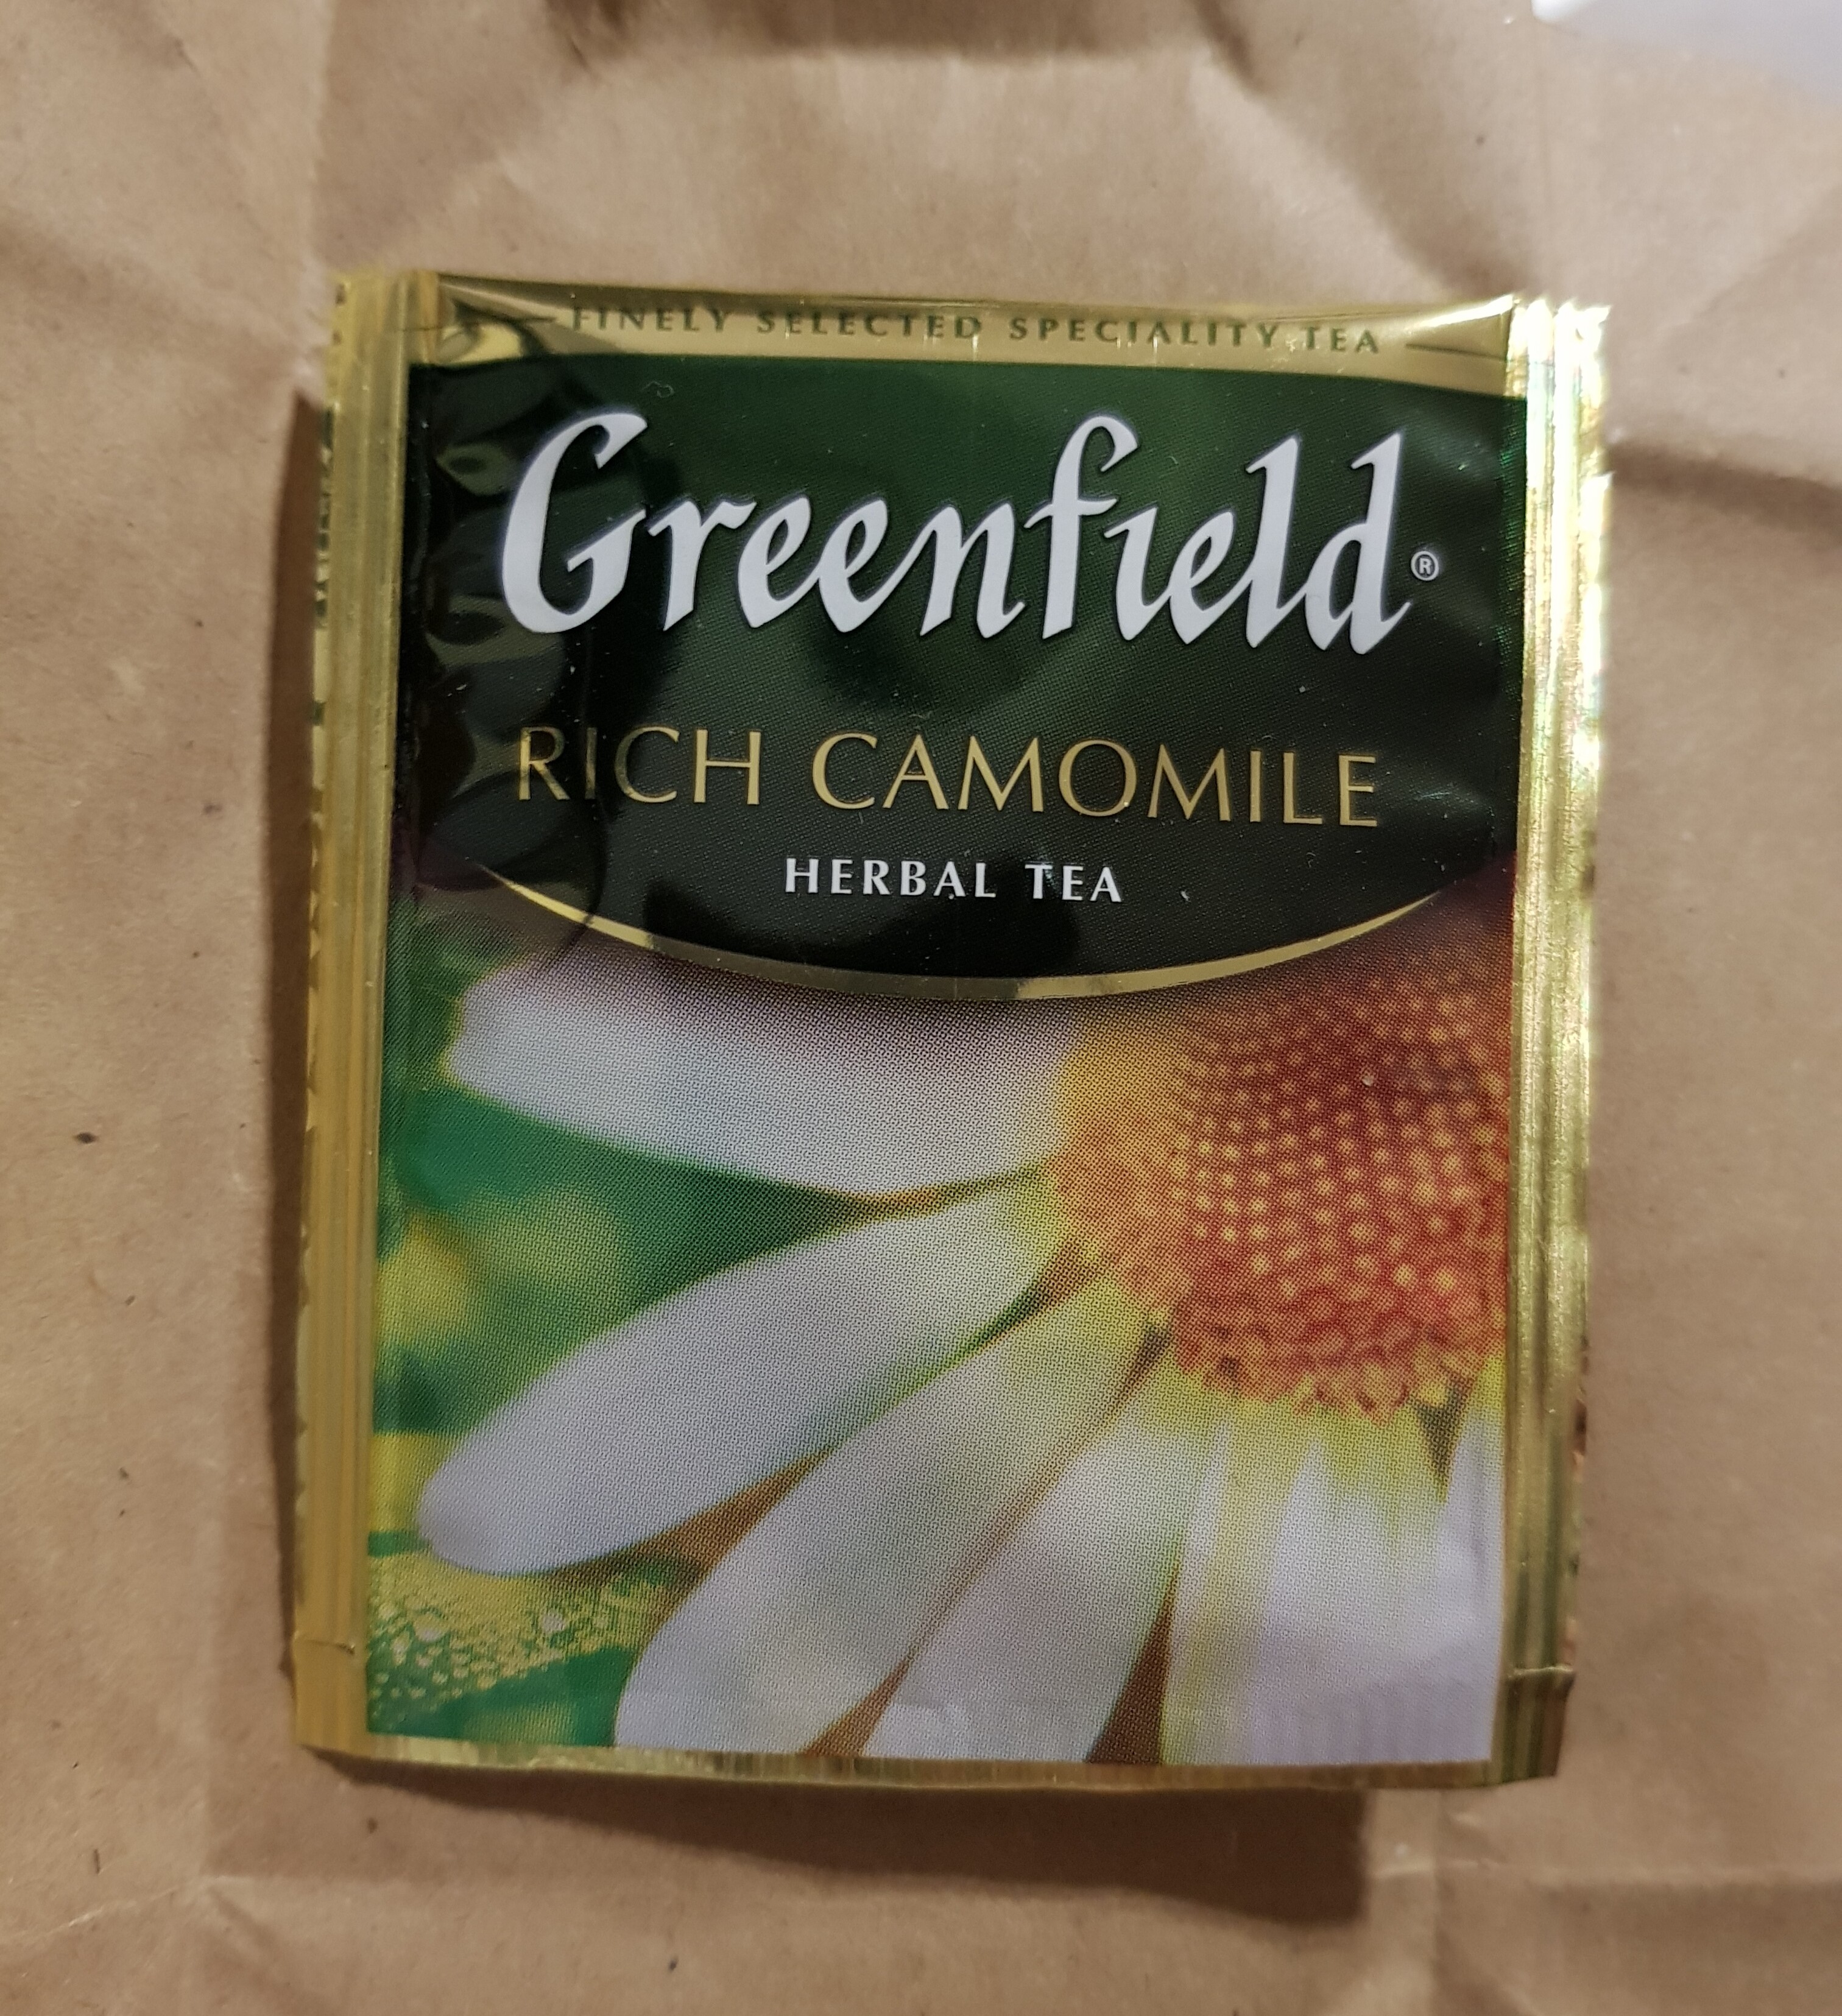 FINELY SELECTED SPECIALITY TEA
Greenfield®
RICH CAMOMILE
HERBAL TEA